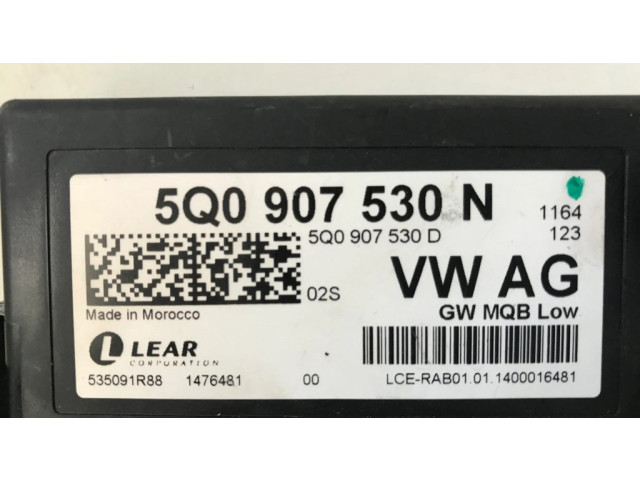 5Q0 907 530 N 1164
5Q0 907 530 D 123
02S VW AG
Made in Morocco GW MQB Low
L LEAR
CORPORATION
535091R88 1476481 00 LCE-RAB01.01.1400016481